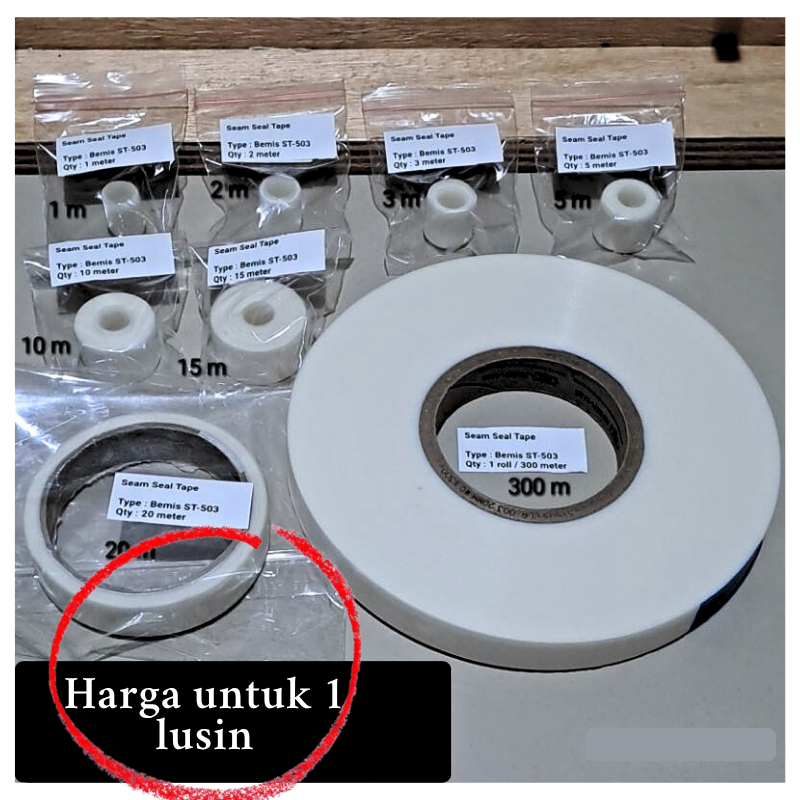 Seam Seal Tape
Type : Bemis ST-503
Qty : 1 meter
1 m
Seam Seal Tape
Type : Bemis ST-503
Qty : 2 meter
2 m
Seam Seal Tape
Type : Bemis ST-503
Qty : 3 meter
3 m
Seam Seal Tape
Type : Bemis ST-503
Qty : 5 meter
5 m
Seam Seal Tape
Type : Bemis ST-503
Qty : 10 meter
10 m
Seam Seal Tape
Type : Bemis ST-503
Qty : 15 meter
15 m
Seam Seal Tape
Type : Bemis ST-503
Qty : 1 roll / 300 meter
300 m
Seam Seal Tape
Type : Bemis ST-503
Qty : 20 meter
20 m
Harga untuk 1
lusin